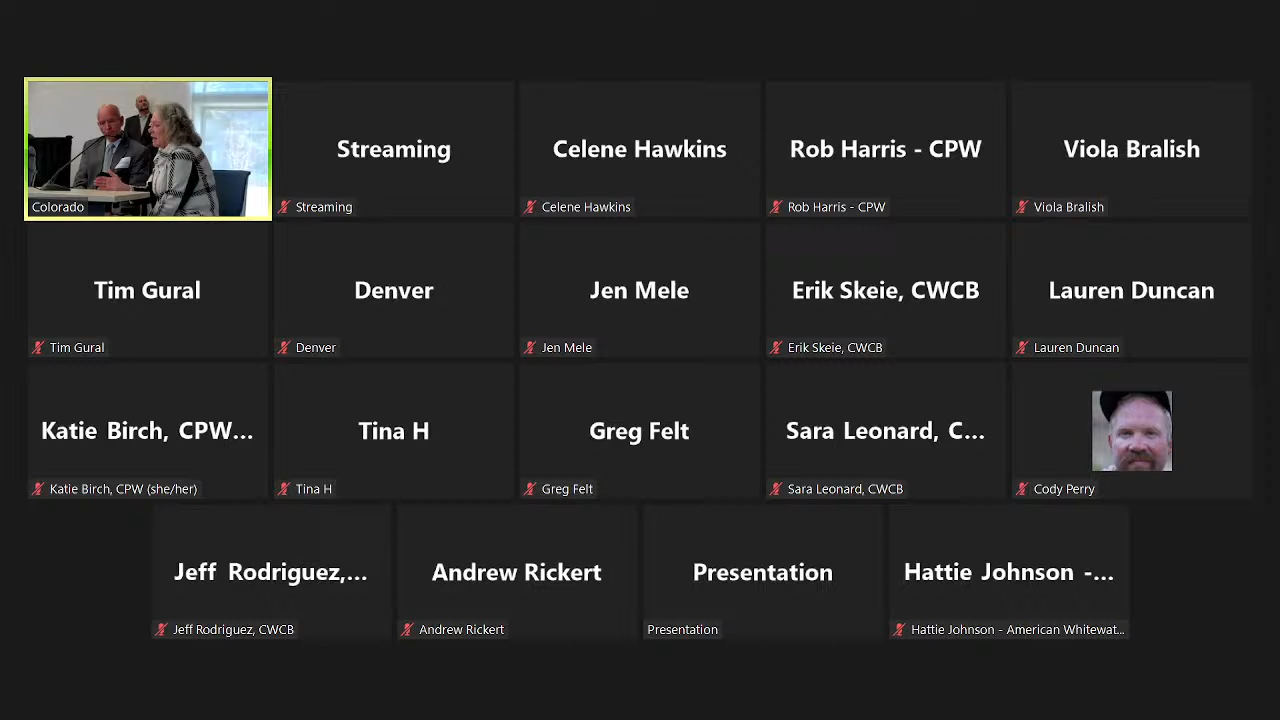 Colorado
Streaming
Streaming
Celene Hawkins
Celene Hawkins
Rob Harris - CPW
Rob Harris - CPW
Viola Bralish
Viola Bralish
Tim Gural
Tim Gural
Denver
Denver
Jen Mele
Jen Mele
Erik Skeie, CWCB
Erik Skeie, CWCB
Lauren Duncan
Lauren Duncan
Katie Birch, CPW...
Katie Birch, CPW (she/her)
Tina H
Tina H
Greg Felt
Greg Felt
Sara Leonard, C...
Sara Leonard, CWCB
Cody Perry
Jeff Rodriguez,...
Jeff Rodriguez, CWCB
Andrew Rickert
Andrew Rickert
Presentation
Presentation
Hattie Johnson -...
Hattie Johnson - American Whitewat...